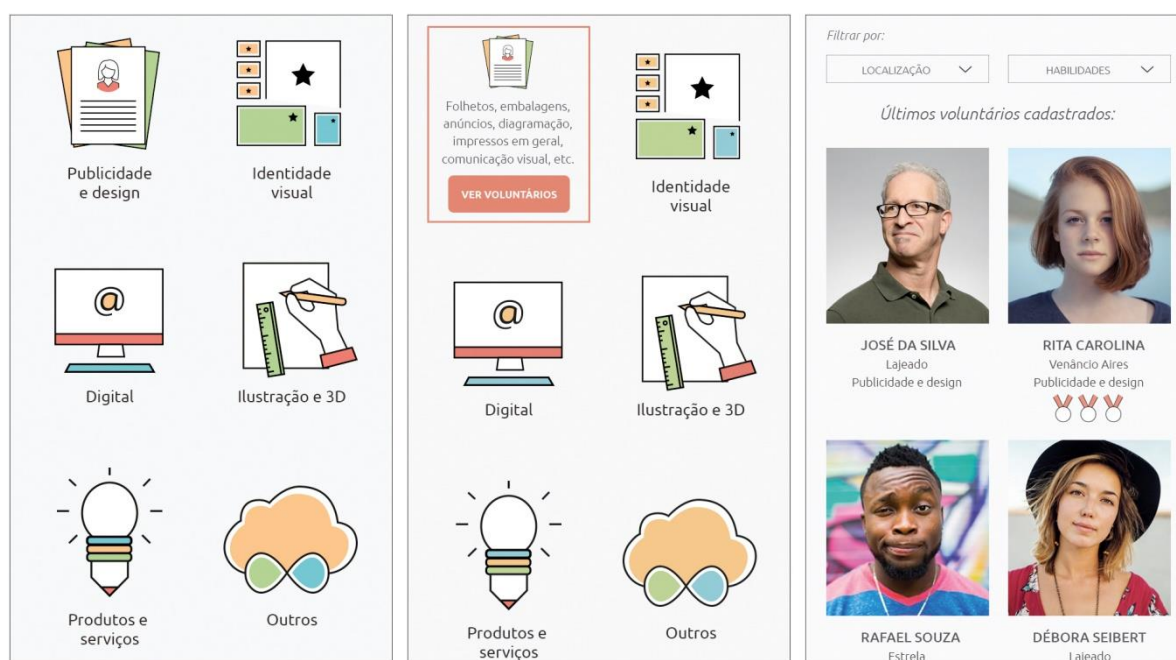 Publicidade
e design
Identidade
visual
Digital
Ilustração e 3D
Produtos e
serviços
Outros
Folhetos, embalagens,
anúncios, diagramação,
impressos em geral,
comunicação visual, etc.
VER VOLUNTÁRIOS
Identidade
visual
@
Digital
Ilustração e 3D
Produtos e
serviços
Outros
Filtrar por:
LOCALIZAÇÃO
HABILIDADES
Últimos voluntários cadastrados:
JOSÉ DA SILVA
Lajeado
Publicidade e design
RITA CAROLINA
Venâncio Aires
Publicidade e design
RAFAEL SOUZA
Estrela
DÉBORA SEIBERT
Lajeado